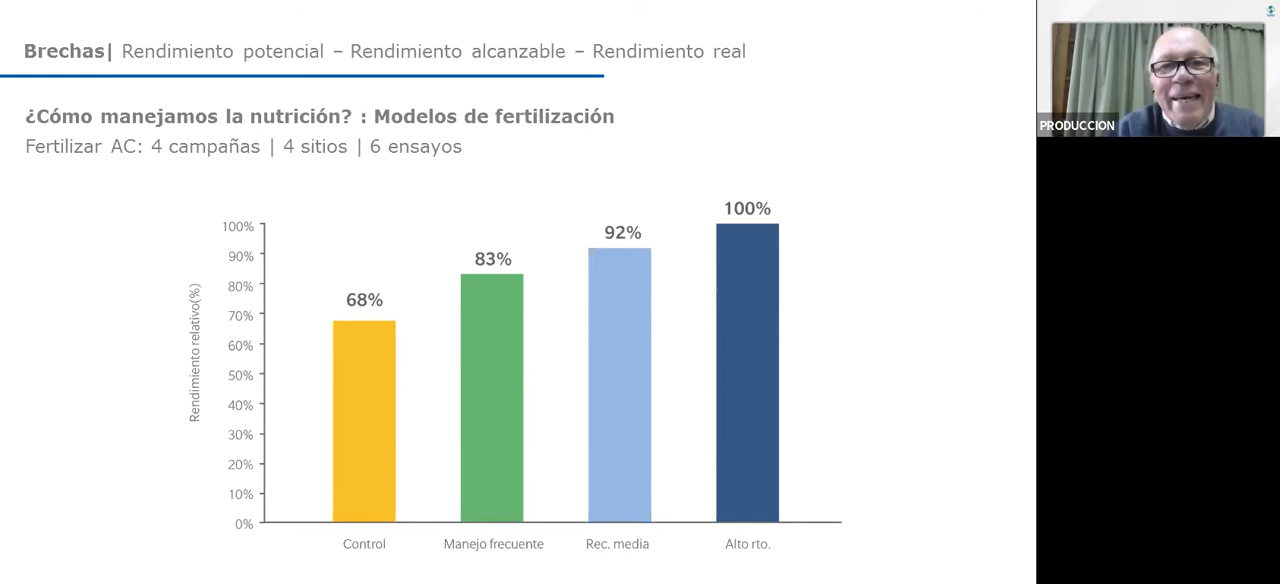 Brechas| Rendimiento potencial – Rendimiento alcanzable – Rendimiento real
¿Cómo manejamos la nutrición? : Modelos de fertilización
Fertilizar AC: 4 campañas | 4 sitios | 6 ensayos
Rendimiento relativo(%)
100%
90%
80%
70%
60%
50%
40%
30%
20%
10%
0%
68%
83%
92%
100%
Control
Manejo frecuente
Rec. media
Alto rto.
PRODUCCION